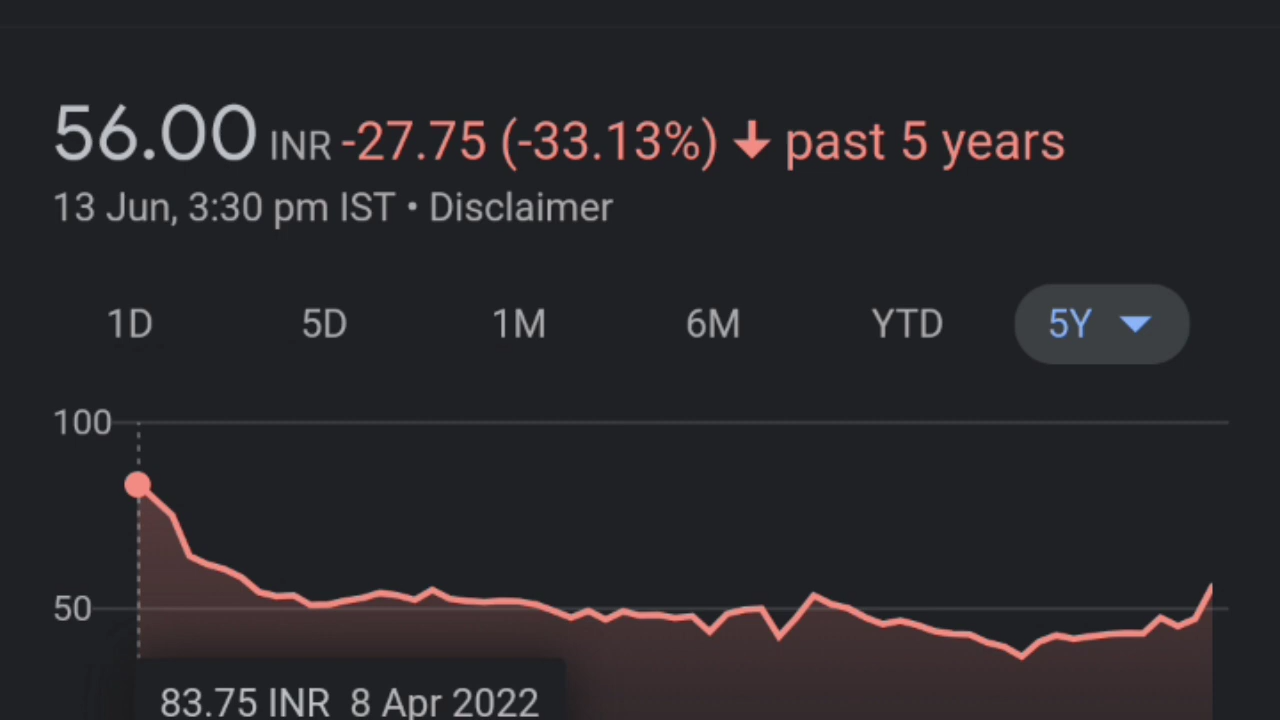 56.00 INR -27.75 (-33.13%) ↓ past 5 years
13 Jun, 3:30 pm IST • Disclaimer
1D 5D 1M 6M YTD 5Y
100
50
83.75 INR 8 Apr 2022